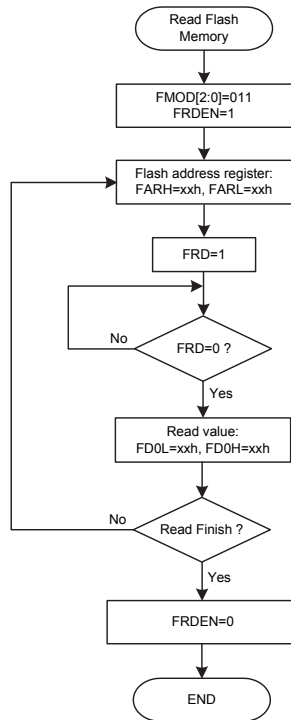 Read Flash
Memory
FMOD[2:0]=011
FRDEN=1
Flash address register:
FARH=xxh, FARL=xxh
FRD=1
No
FRD=0 ?
Yes
Read value:
FD0L=xxh, FD0H=xxh
No
Read Finish ?
Yes
FRDEN=0
END